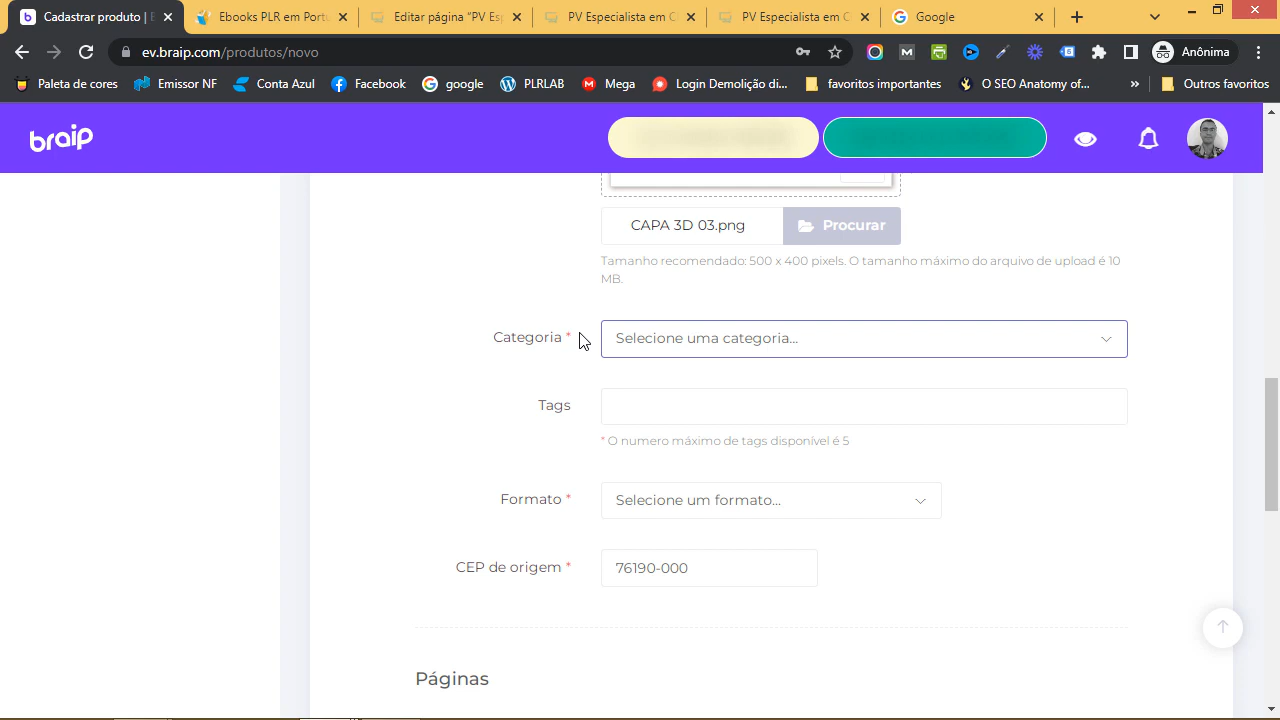 Cadastrar produto | E
Ebooks PLR em Portu
Editar página "PV Esp
PV Especialista em C
PV Especialista em C
Google
ev.braip.com/produtos/novo
Anônima
Paleta de cores
Emissor NF
Conta Azul
Facebook
google
PLRLAB
Mega
Login Demolição di...
favoritos importantes
O SEO Anatomy of...
»
Outros favoritos
braip
CAPA 3D 03.png
Procurar
Tamanho recomendado: 500 x 400 pixels. O tamanho máximo do arquivo de upload é 10
MB.
Categoria *
Selecione uma categoria...
Tags
* O numero máximo de tags disponível é 5
Formato *
Selecione um formato...
CEP de origem *
76190-000
Páginas